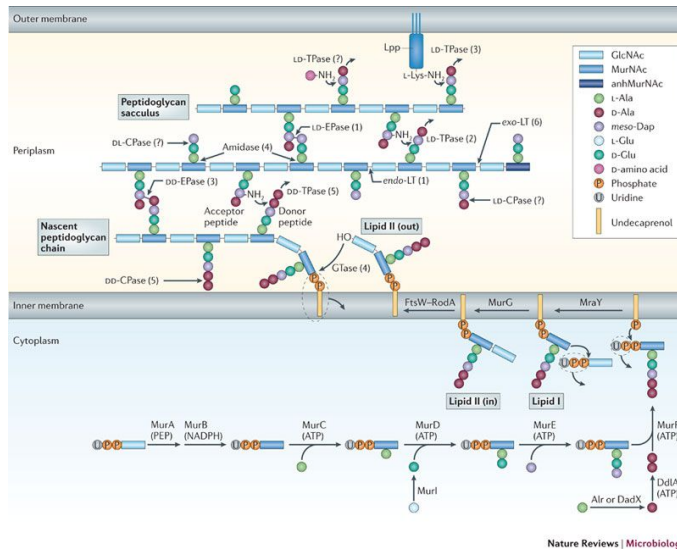 Outer membrane
Lpp
LD-TPase (?)
LD-TPase (3)
NH2
L-Lys-NH2
Peptidoglycan
sacculus
LD-EPase (1)
NH2
LD-TPase (2)
exo-LT (6)
DL-CPase (?)
Amidase (4)
Periplasm
endo-LT (1)
DD-EPase (3)
NH2
DD-TPase (5)
LD-CPase (?)
Acceptor
peptide
Donor
peptide
Lipid II (out)
Nascent
peptidoglycan
chain
HO
GTase (4)
P
P
P
P
DD-CPase (5)
GlcNAc
MurNAc
anhMurNAc
L-Ala
D-Ala
meso-Dap
L-Glu
D-Glu
D-amino acid
P Phosphate
U Uridine
Undecaprenol
Inner membrane
FtsW–RodA
MurG
MraY
Cytoplasm
P
P
P
P
P
U P P
U P P
Lipid II (in)
Lipid I
MurA
(PEP)
MurB
(NADPH)
MurC
(ATP)
MurD
(ATP)
MurE
(ATP)
(ATP)
U P P
U P P
U P P
U P P
U P P
MurI
Alr or DadX
DdlA
(ATP)
Nature Reviews | Microbiolog